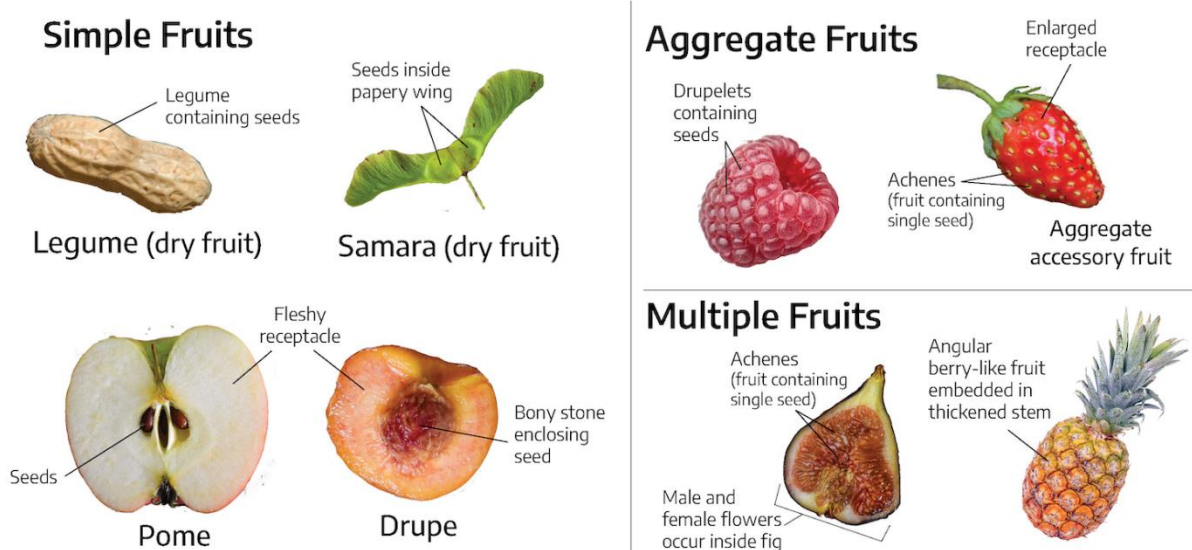 Simple Fruits
Legume
containing seeds
Legume (dry fruit)
Seeds inside
papery wing
Samara (dry fruit)
Fleshy
receptacle
Seeds
Pome
Bony stone
enclosing
seed
Drupe
Aggregate Fruits
Drupelets
containing
seeds
Enlarged
receptacle
Achenes
(fruit containing
single seed)
Aggregate
accessory fruit
Multiple Fruits
Achenes
(fruit containing
single seed)
Male and
female flowers
occur inside fig
Angular
berry-like fruit
embedded in
thickened stem